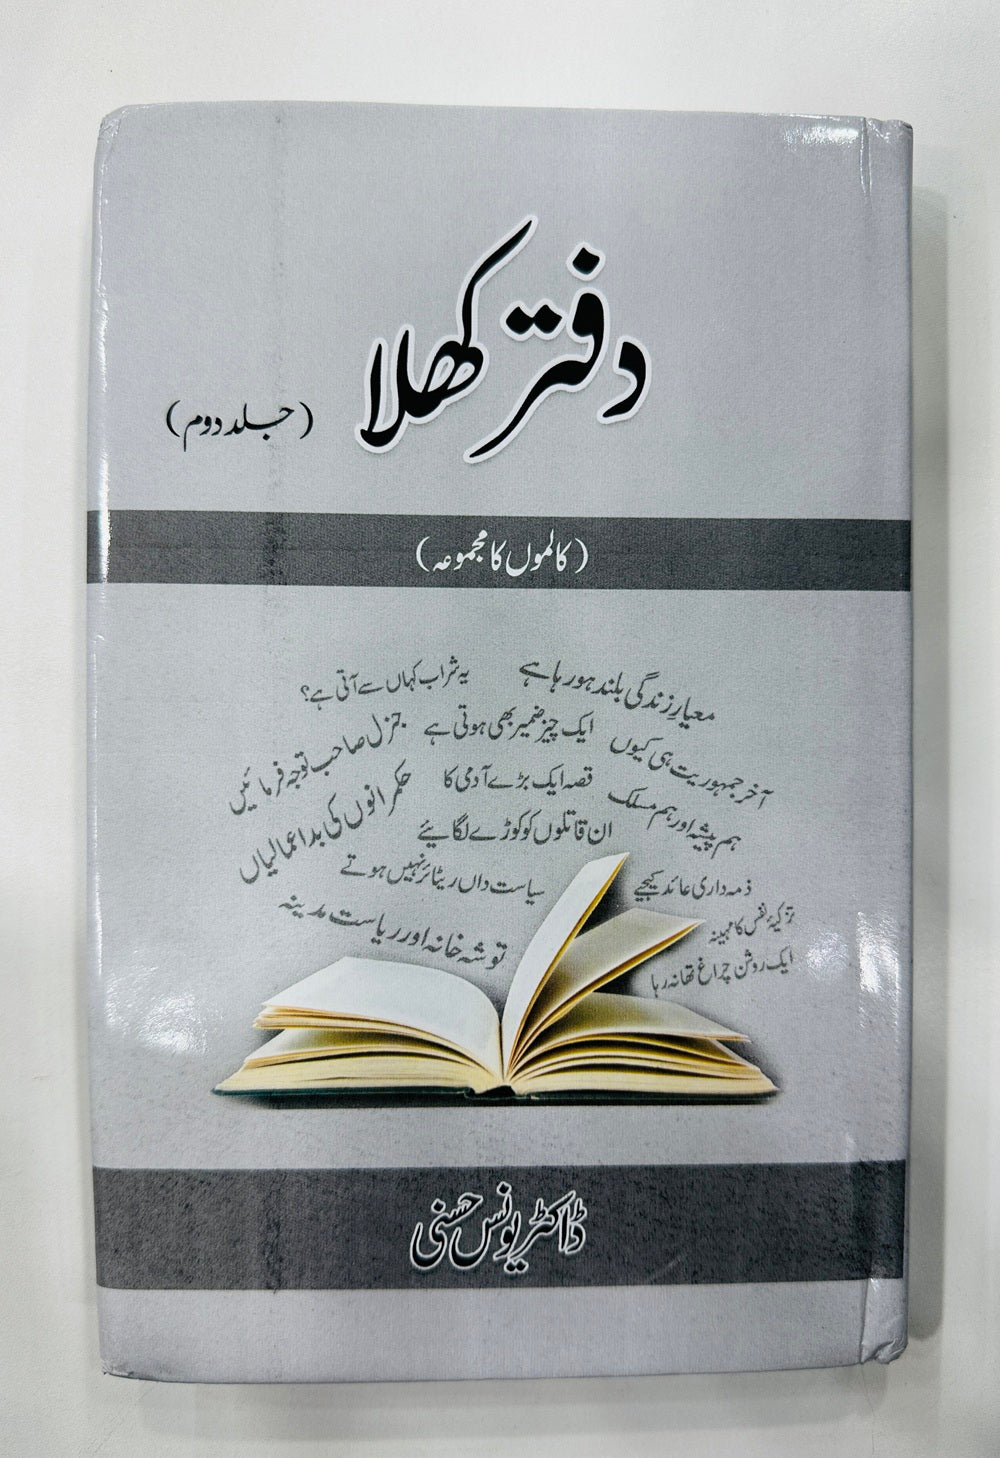 دفتر کھلا
(جلد دوم)
(کالموں کا مجموعہ)
معیارِ زندگی بلند ہو رہا ہے
یہ شراب کہاں سے آتی ہے؟
آخر جمہوریت ہی کیوں
ایک چیز ضمیر بھی ہوتی ہے
جنرل صاحب توجہ فرمائیں
ہم پیشہ اور ہم مسلک
قصہ ایک بڑے آدمی کا
حکمرانوں کی بداعمالیاں
ان قاتلوں کو کوڑے لگائیے
ذمہ داری عائد کیجیے
سیاست داں ریٹائر نہیں ہوتے
تزکیۂ نفس کا مہینہ
توشہ خانہ اور ریاست مدینہ
ایک روشن چراغ تھا نہ رہا
ڈاکٹر یونس حسنی